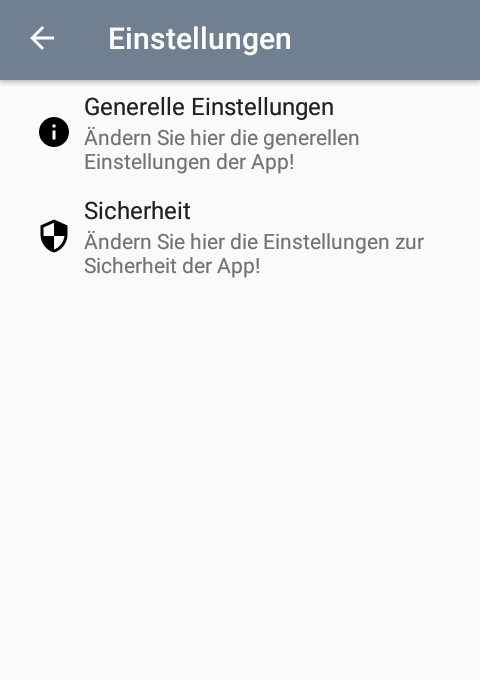 Einstellungen
Generelle Einstellungen
Ändern Sie hier die generellen
Einstellungen der App!
Sicherheit
Ändern Sie hier die Einstellungen zur
Sicherheit der App!